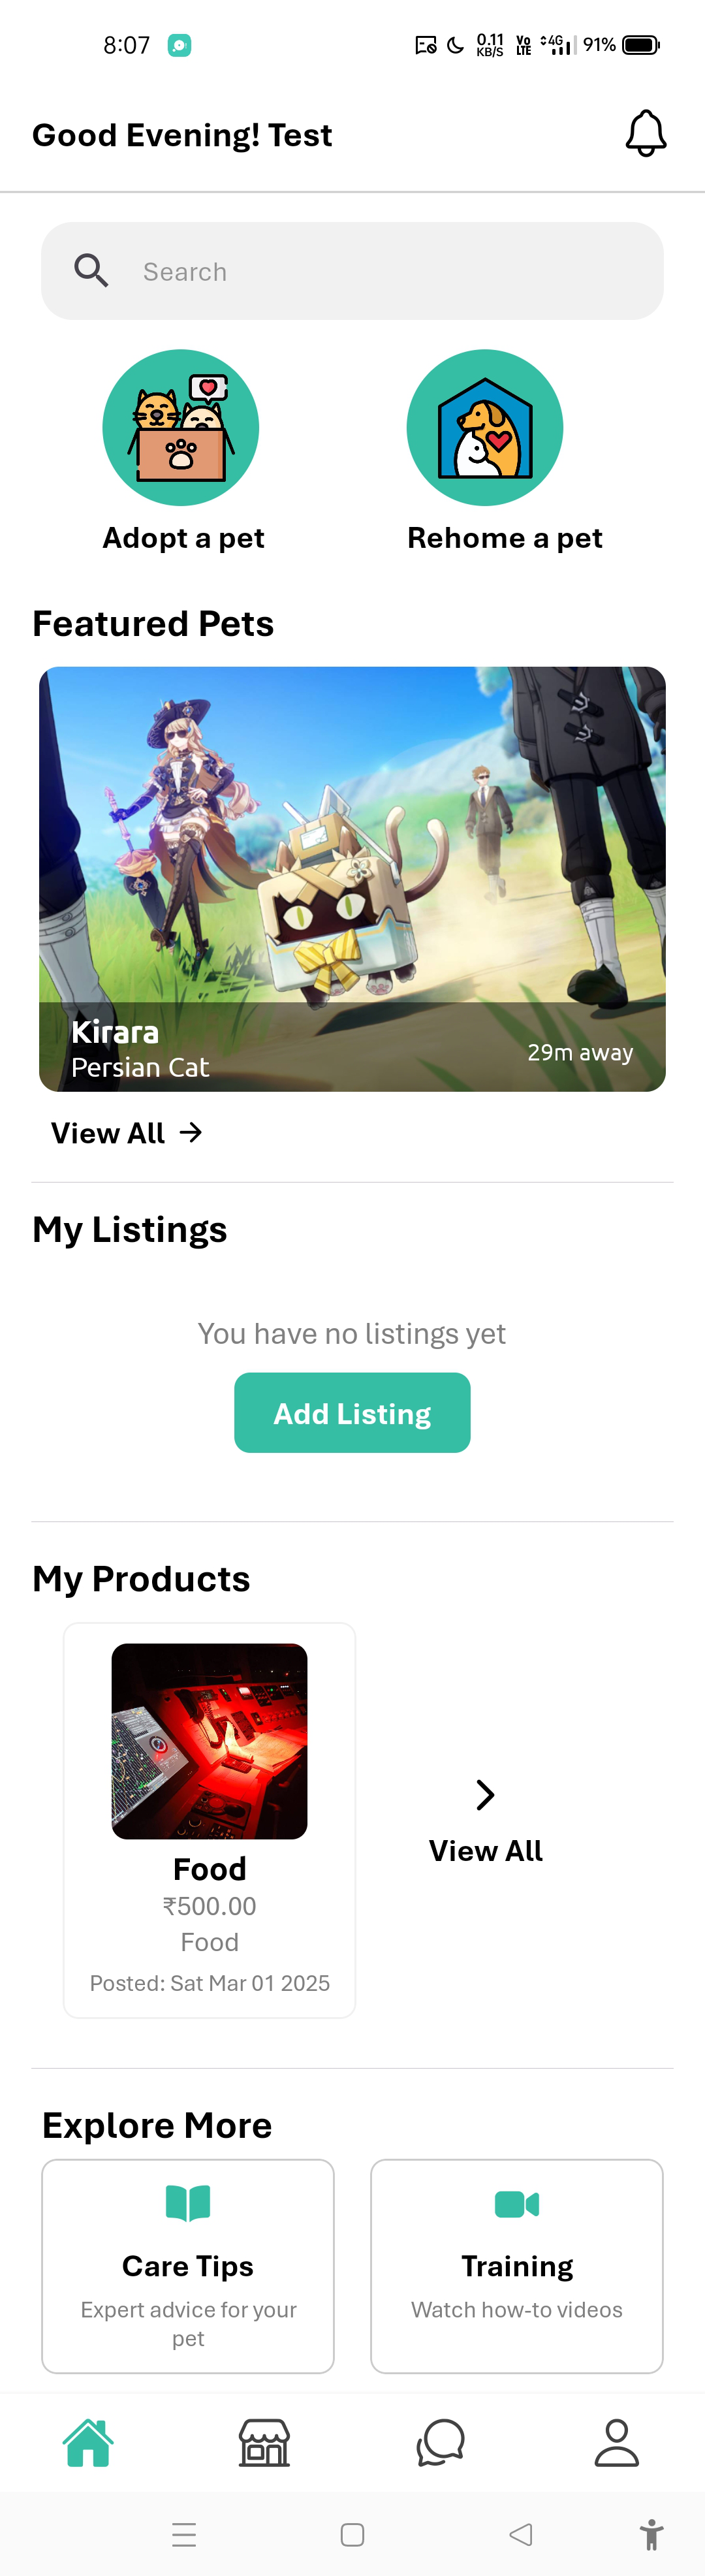 8:07
0.11 KB/S Vo LTE 4G 91%
Good Evening! Test
Search
Adopt a pet
Rehome a pet
Featured Pets
Kirara
Persian Cat
29m away
View All
My Listings
You have no listings yet
Add Listing
My Products
Food
₹500.00
Food
Posted: Sat Mar 01 2025
View All
Explore More
Care Tips
Expert advice for your
pet
Training
Watch how-to videos